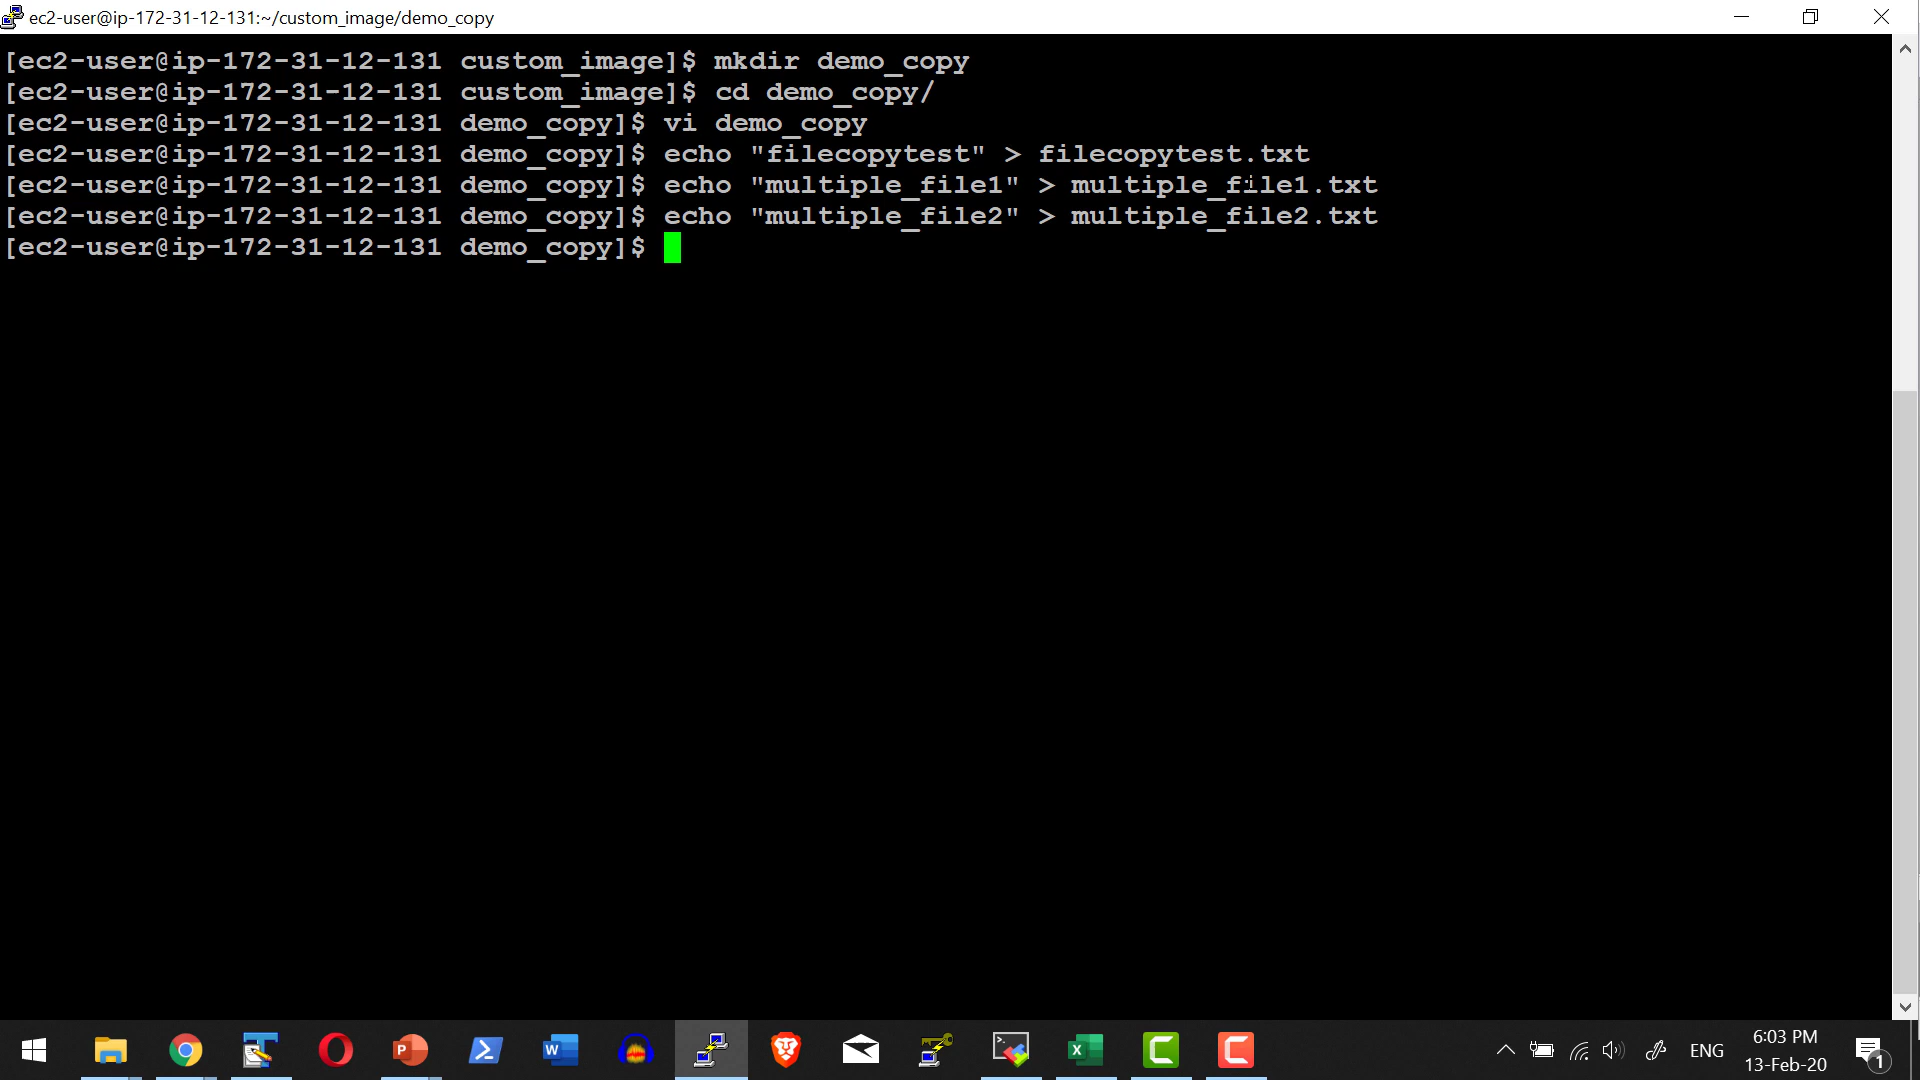 ec2-user@ip-172-31-12-131:~/custom_image/demo_copy
[ec2-user@ip-172-31-12-131 custom_image]$ mkdir demo_copy
[ec2-user@ip-172-31-12-131 custom_image]$ cd demo_copy/
[ec2-user@ip-172-31-12-131 demo_copy]$ vi demo_copy
[ec2-user@ip-172-31-12-131 demo_copy]$ echo "filecopytest" > filecopytest.txt
[ec2-user@ip-172-31-12-131 demo_copy]$ echo "multiple_file1" > multiple_file1.txt
[ec2-user@ip-172-31-12-131 demo_copy]$ echo "multiple_file2" > multiple_file2.txt
[ec2-user@ip-172-31-12-131 demo_copy]$
ENG
6:03 PM
13-Feb-20
1